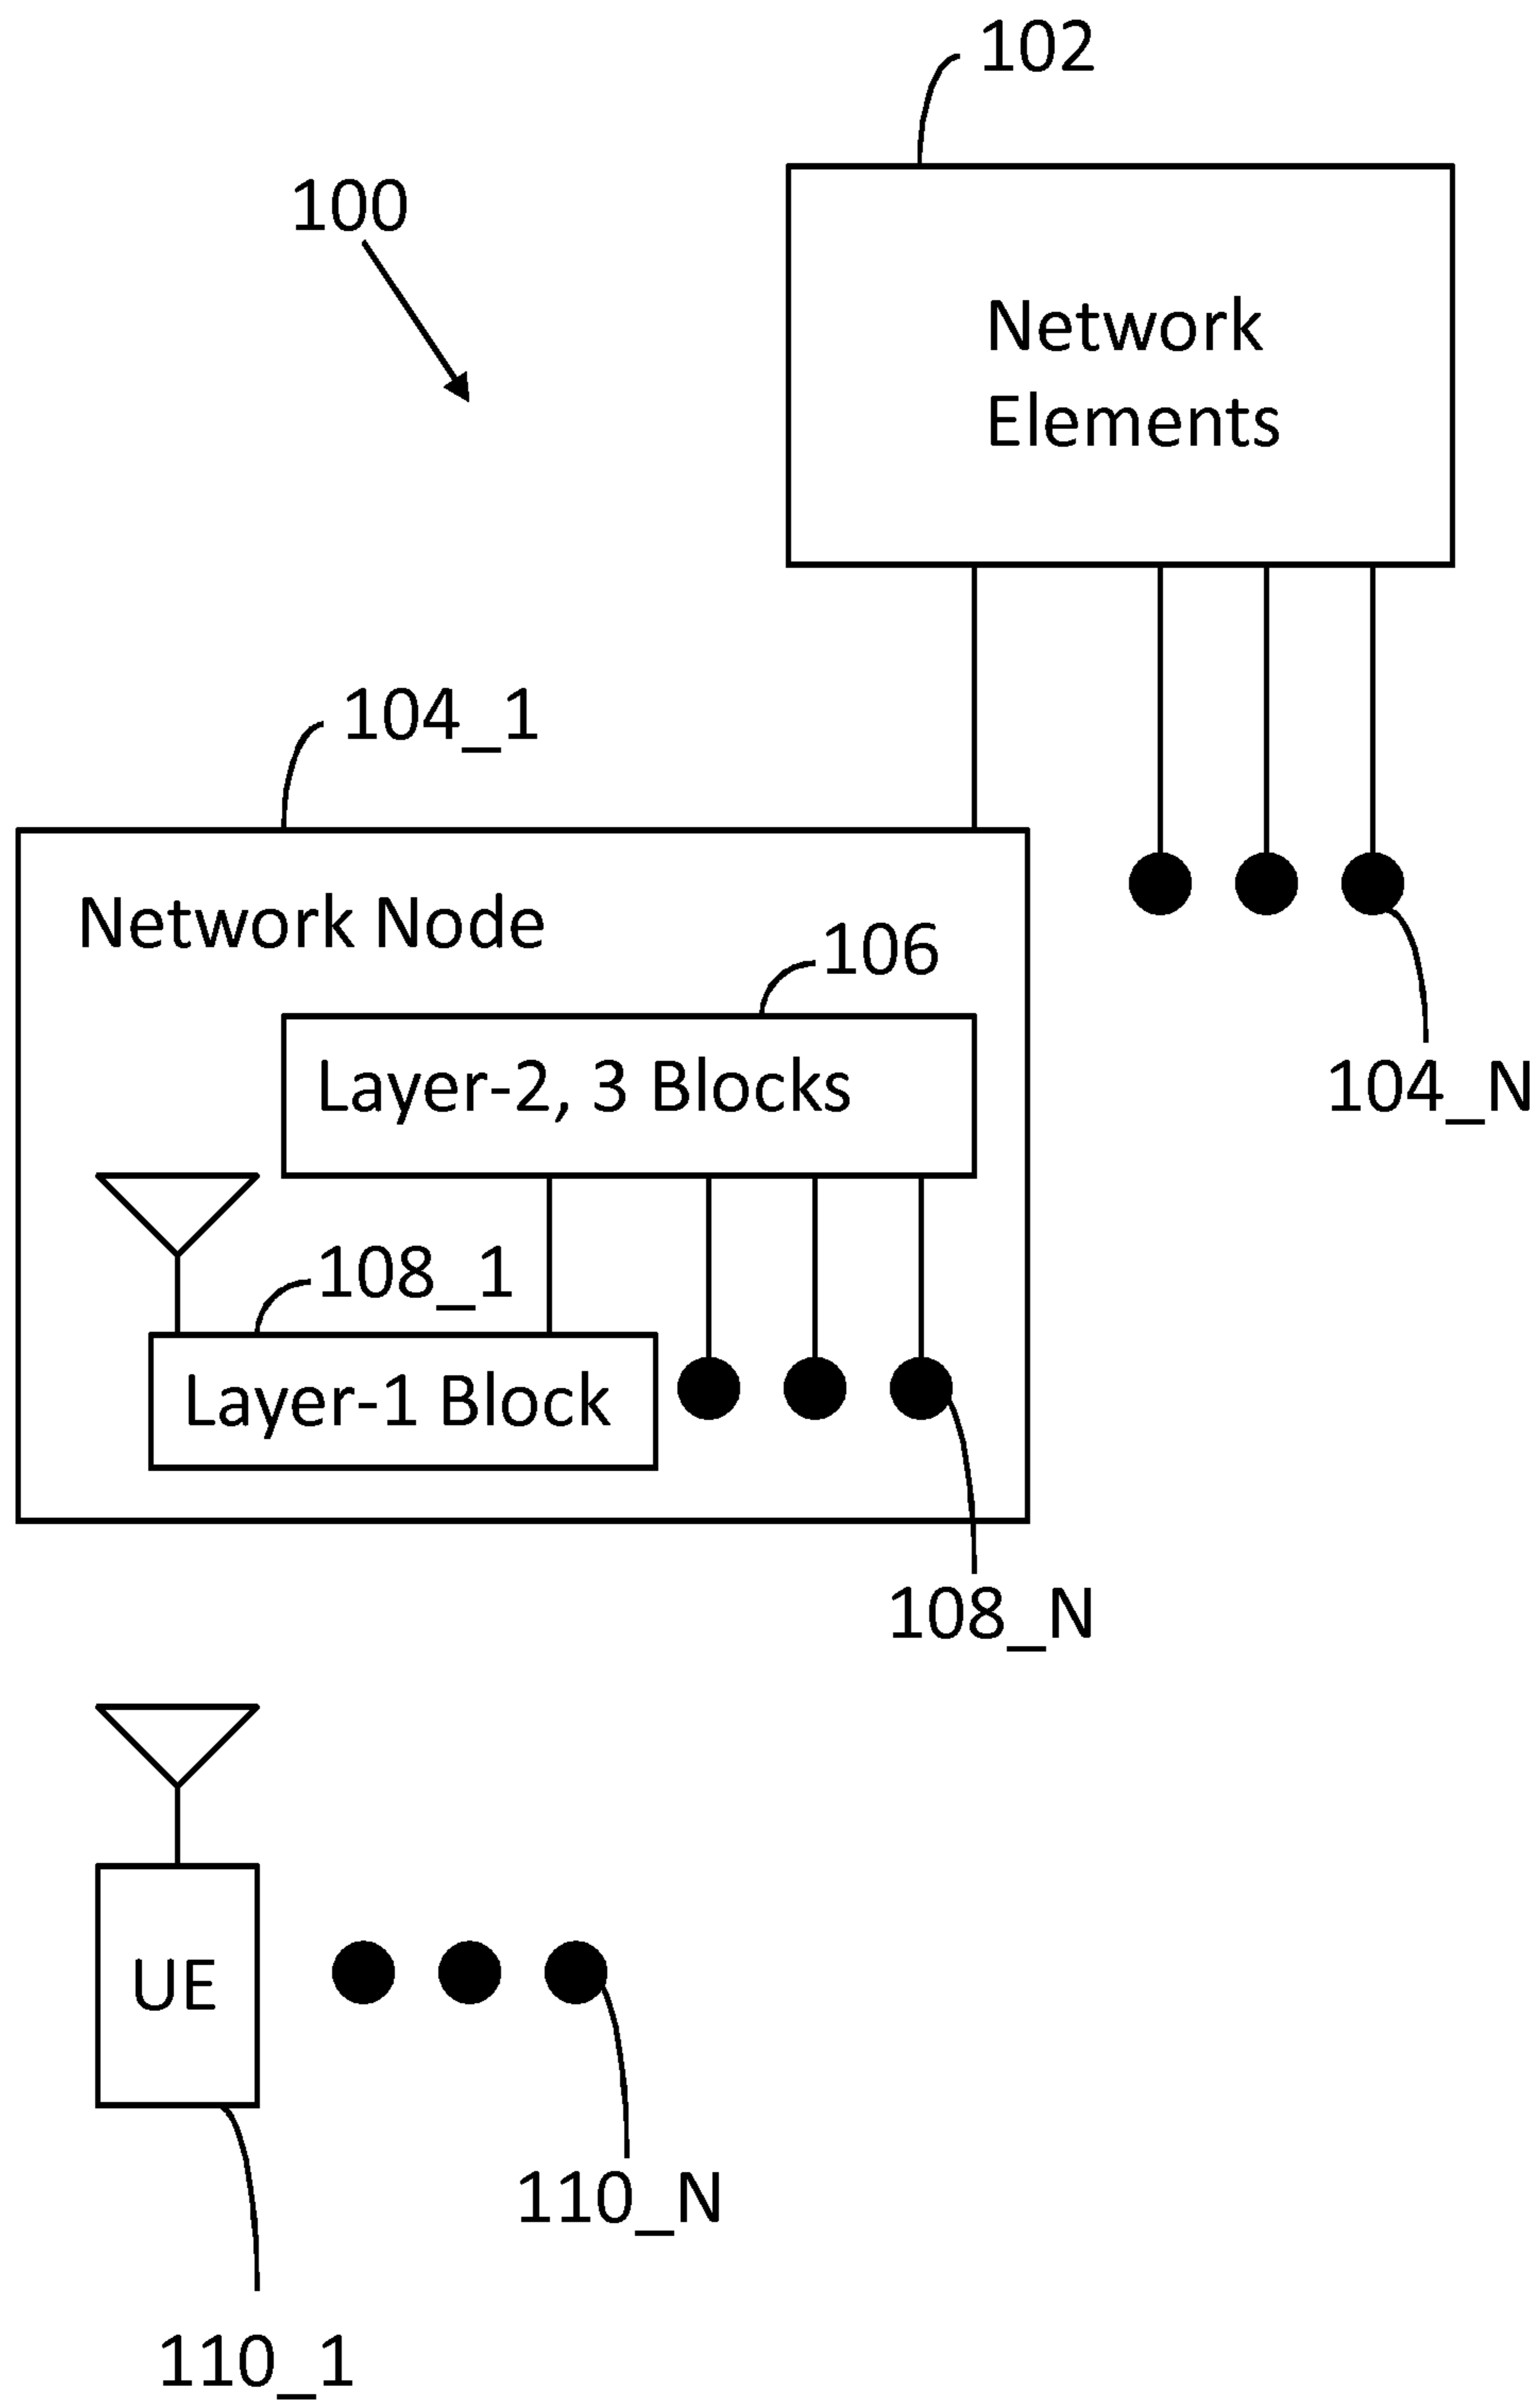 102
100
Network
Elements
104_1
Network Node
106
Layer-2, 3 Blocks
104_N
108_1
Layer-1 Block
108_N
UE
110_N
110_1